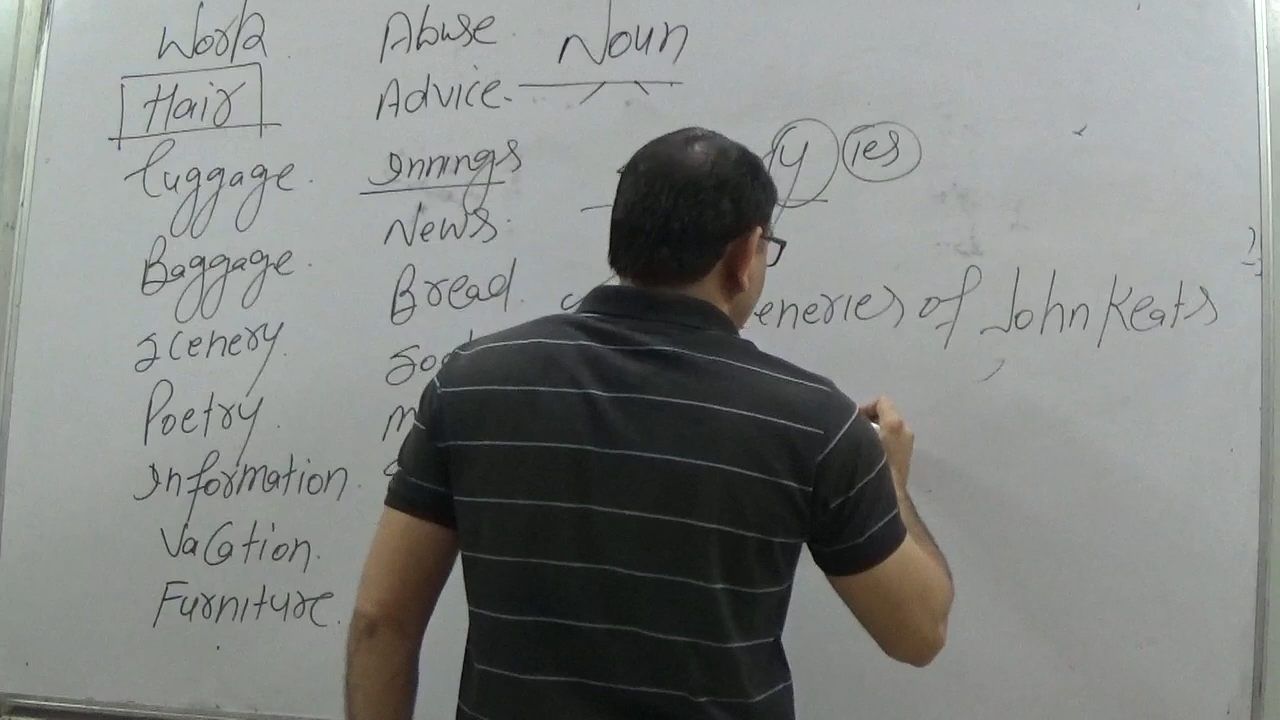 Work
Hair
Luggage.
Baggage.
Scenery.
Poetry.
Information.
Vacation.
Furniture.
Abuse.
Advice.
Innings
News.
Bread.
Noun
y ies
eneries of John Keats